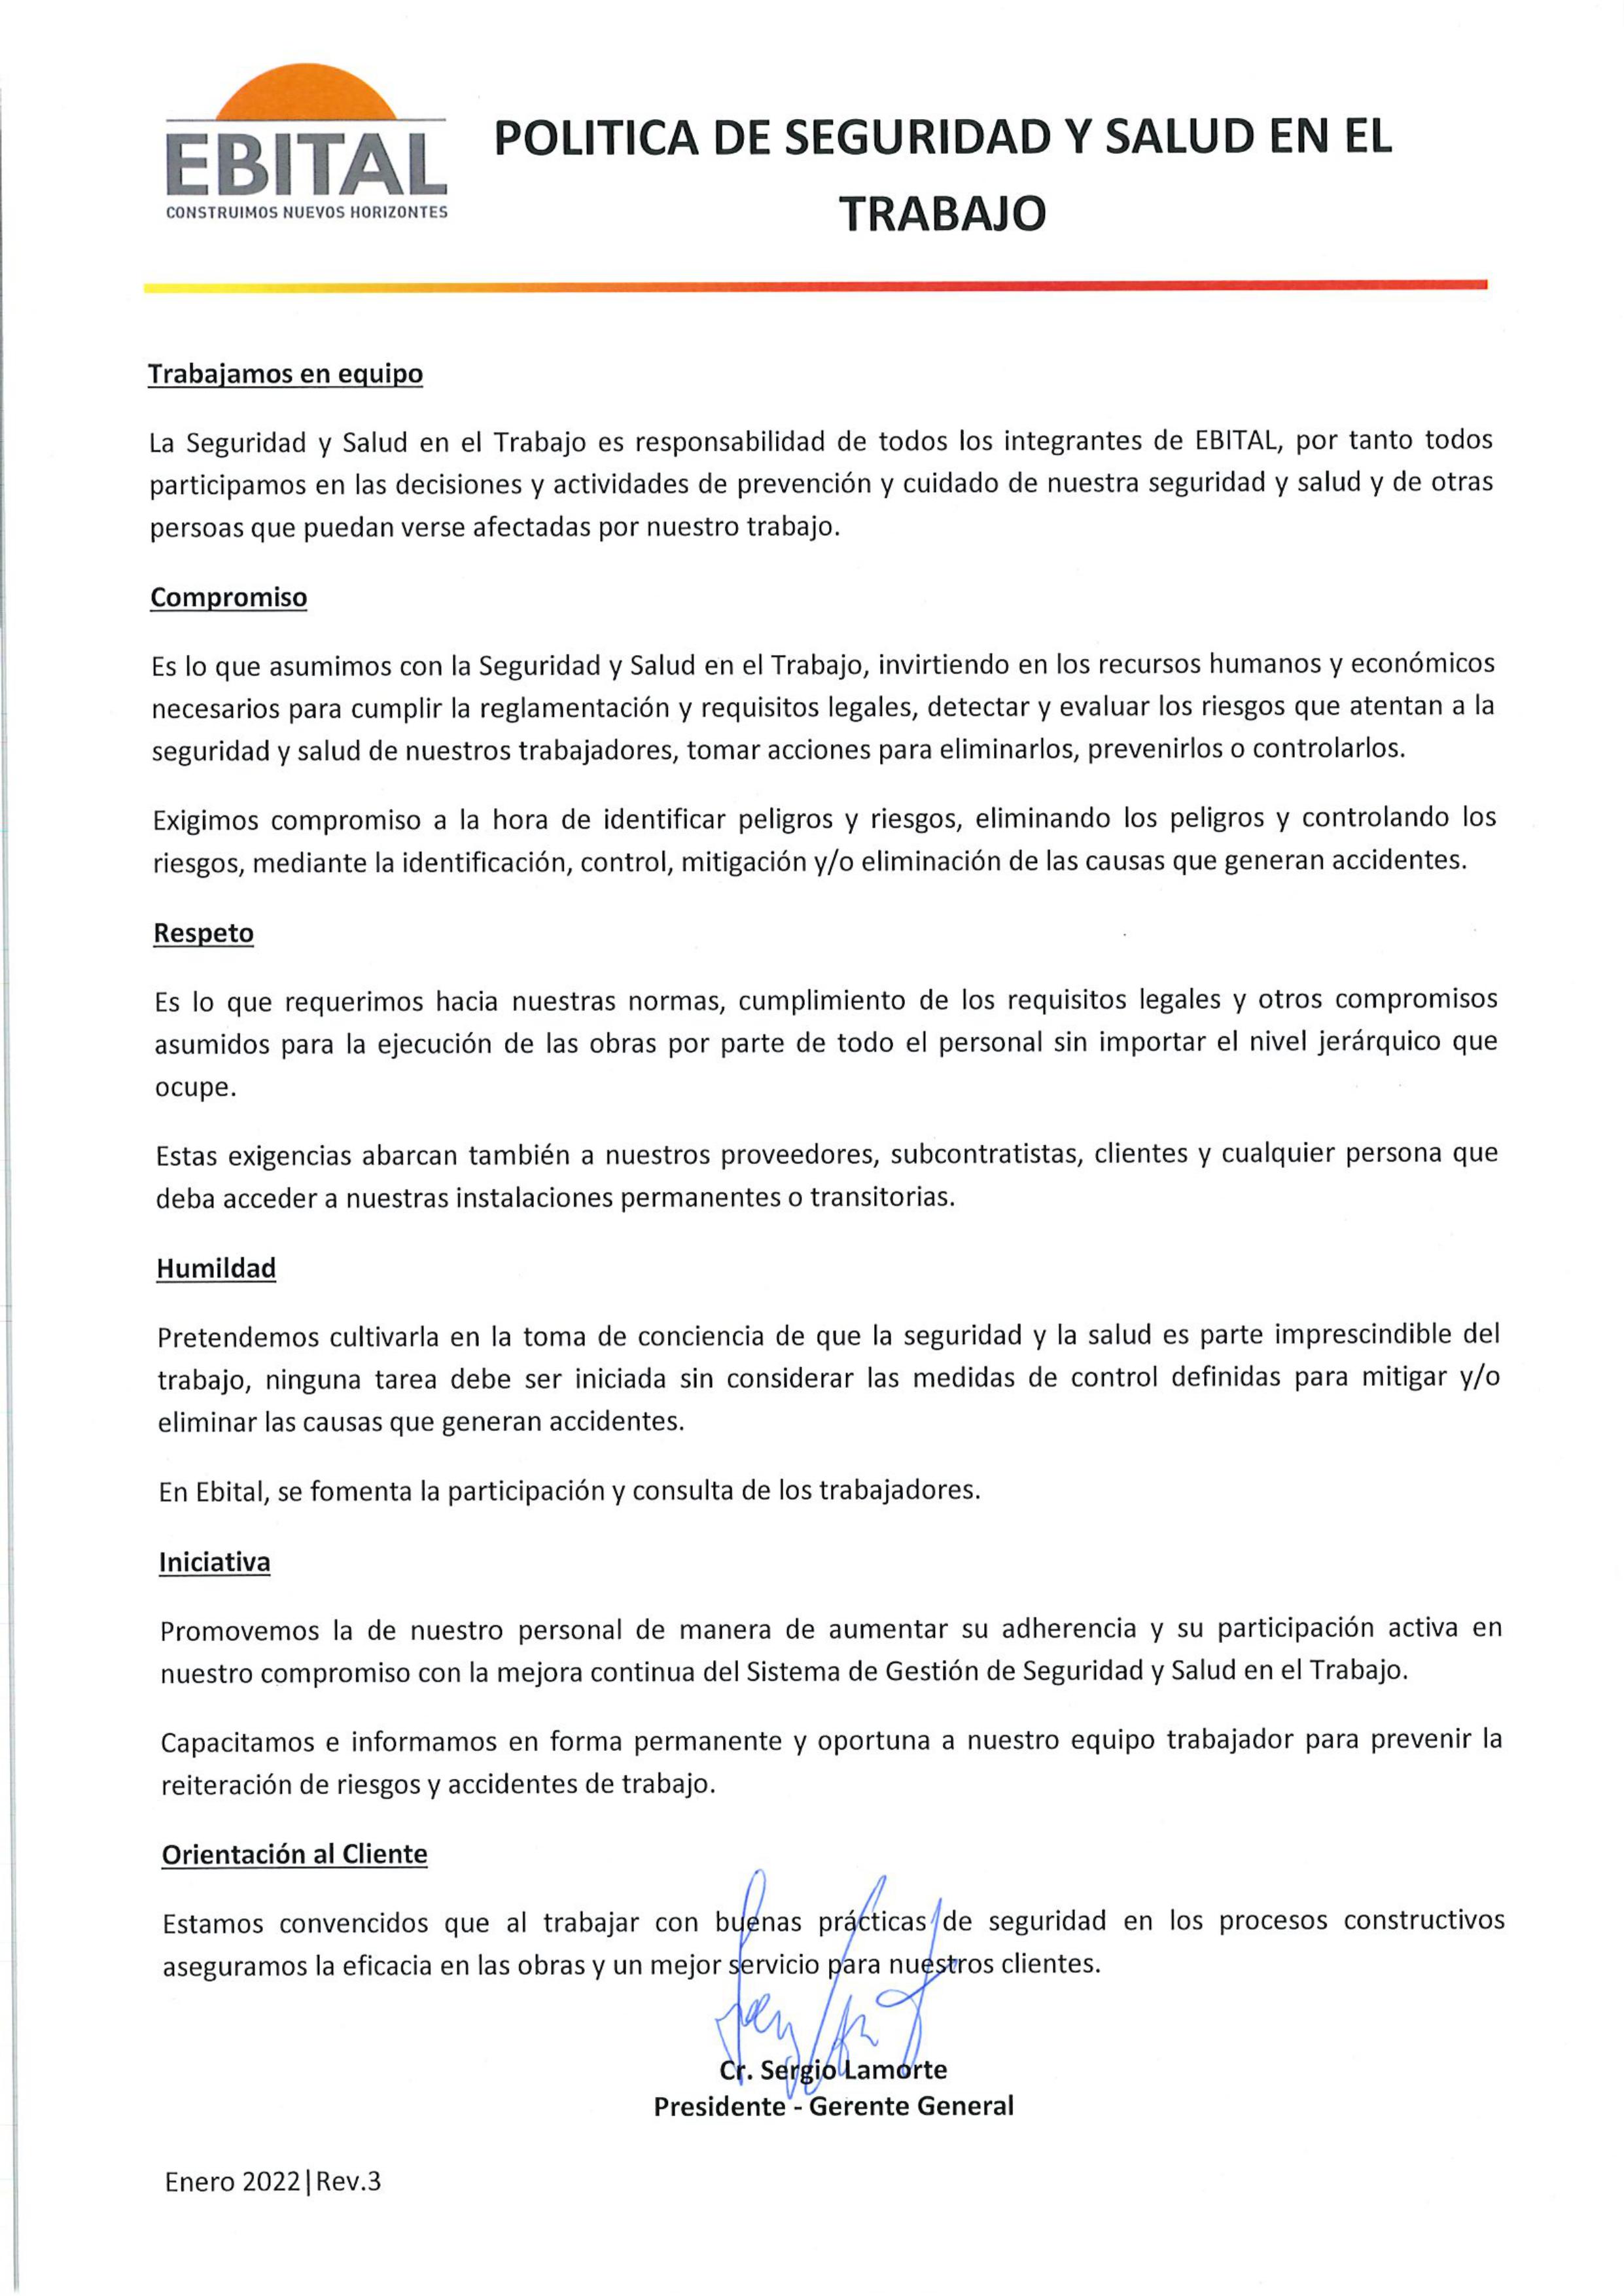 EBITAL
CONSTRUIMOS NUEVOS HORIZONTES
POLITICA DE SEGURIDAD Y SALUD EN EL
TRABAJO
Trabajamos en equipo
La Seguridad y Salud en el Trabajo es responsabilidad de todos los integrantes de EBITAL, por tanto todos
participamos en las decisiones y actividades de prevención y cuidado de nuestra seguridad y salud y de otras
persoas que puedan verse afectadas por nuestro trabajo.
Compromiso
Es lo que asumimos con la Seguridad y Salud en el Trabajo, invirtiendo en los recursos humanos y económicos
necesarios para cumplir la reglamentación y requisitos legales, detectar y evaluar los riesgos que atentan a la
seguridad y salud de nuestros trabajadores, tomar acciones para eliminarlos, prevenirlos o controlarlos.
Exigimos compromiso a la hora de identificar peligros y riesgos, eliminando los peligros y controlando los
riesgos, mediante la identificación, control, mitigación y/o eliminación de las causas que generan accidentes.
Respeto
Es lo que requerimos hacia nuestras normas, cumplimiento de los requisitos legales y otros compromisos
asumidos para la ejecución de las obras por parte de todo el personal sin importar el nivel jerárquico que
ocupe.
Estas exigencias abarcan también a nuestros proveedores, subcontratistas, clientes y cualquier persona que
deba acceder a nuestras instalaciones permanentes o transitorias.
Humildad
Pretendemos cultivarla en la toma de conciencia de que la seguridad y la salud es parte imprescindible del
trabajo, ninguna tarea debe ser iniciada sin considerar las medidas de control definidas para mitigar y/o
eliminar las causas que generan accidentes.
En Ebital, se fomenta la participación y consulta de los trabajadores.
Iniciativa
Promovemos la de nuestro personal de manera de aumentar su adherencia y su participación activa en
nuestro compromiso con la mejora continua del Sistema de Gestión de Seguridad y Salud en el Trabajo.
Capacitamos e informamos en forma permanente y oportuna a nuestro equipo trabajador para prevenir la
reiteración de riesgos y accidentes de trabajo.
Orientación al Cliente
Estamos convencidos que al trabajar con buenas prácticas de seguridad en los procesos constructivos
aseguramos la eficacia en las obras y un mejor servicio para nuestros clientes.
Cr. Sergio Lamorte
Presidente - Gerente General
Enero 2022|Rev.3